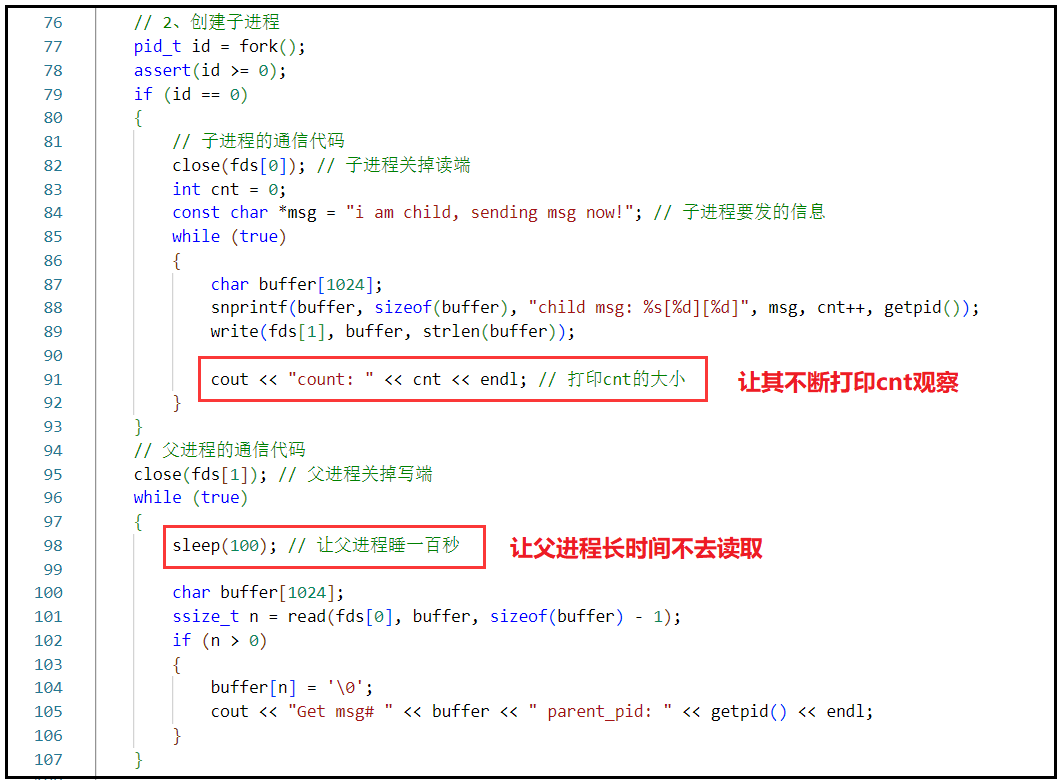 76 // 2、创建子进程
77 pid_t id = fork();
78 assert(id >= 0);
79 if (id == 0)
80 {
81 // 子进程的通信代码
82 close(fds[0]); // 子进程关掉读端
83 int cnt = 0;
84 const char *msg = "i am child, sending msg now!"; // 子进程要发的信息
85 while (true)
86 {
87 char buffer[1024];
88 snprintf(buffer, sizeof(buffer), "child msg: %s[%d][%d]", msg, cnt++, getpid());
89 write(fds[1], buffer, strlen(buffer));
90
91 cout << "count: " << cnt << endl; // 打印cnt的大小 让其不断打印cnt观察
92 }
93 }
94 // 父进程的通信代码
95 close(fds[1]); // 父进程关掉写端
96 while (true)
97 {
98 sleep(100); // 让父进程睡一百秒 让父进程长时间不去读取
99
100 char buffer[1024];
101 ssize_t n = read(fds[0], buffer, sizeof(buffer) - 1);
102 if (n > 0)
103 {
104 buffer[n] = '\0';
105 cout << "Get msg# " << buffer << " parent_pid: " << getpid() << endl;
106 }
107 }